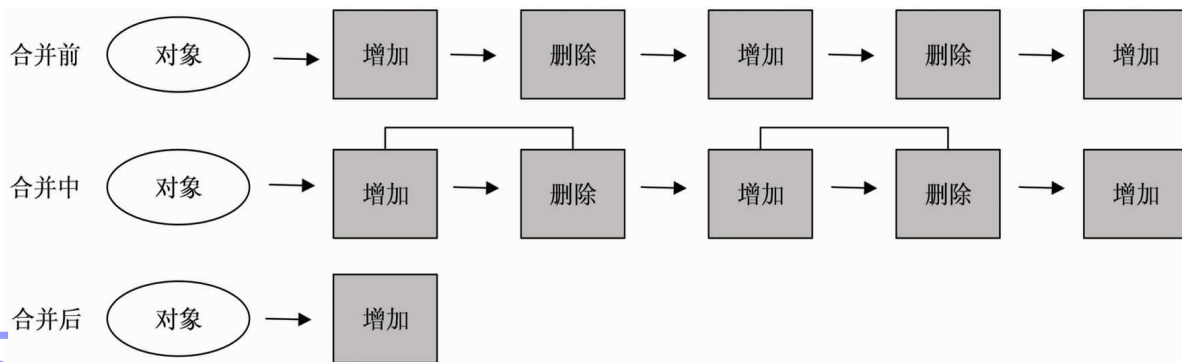 合并前 对象 增加 删除 增加 删除 增加
合并中 对象 增加 删除 增加 删除 增加
合并后 对象 增加